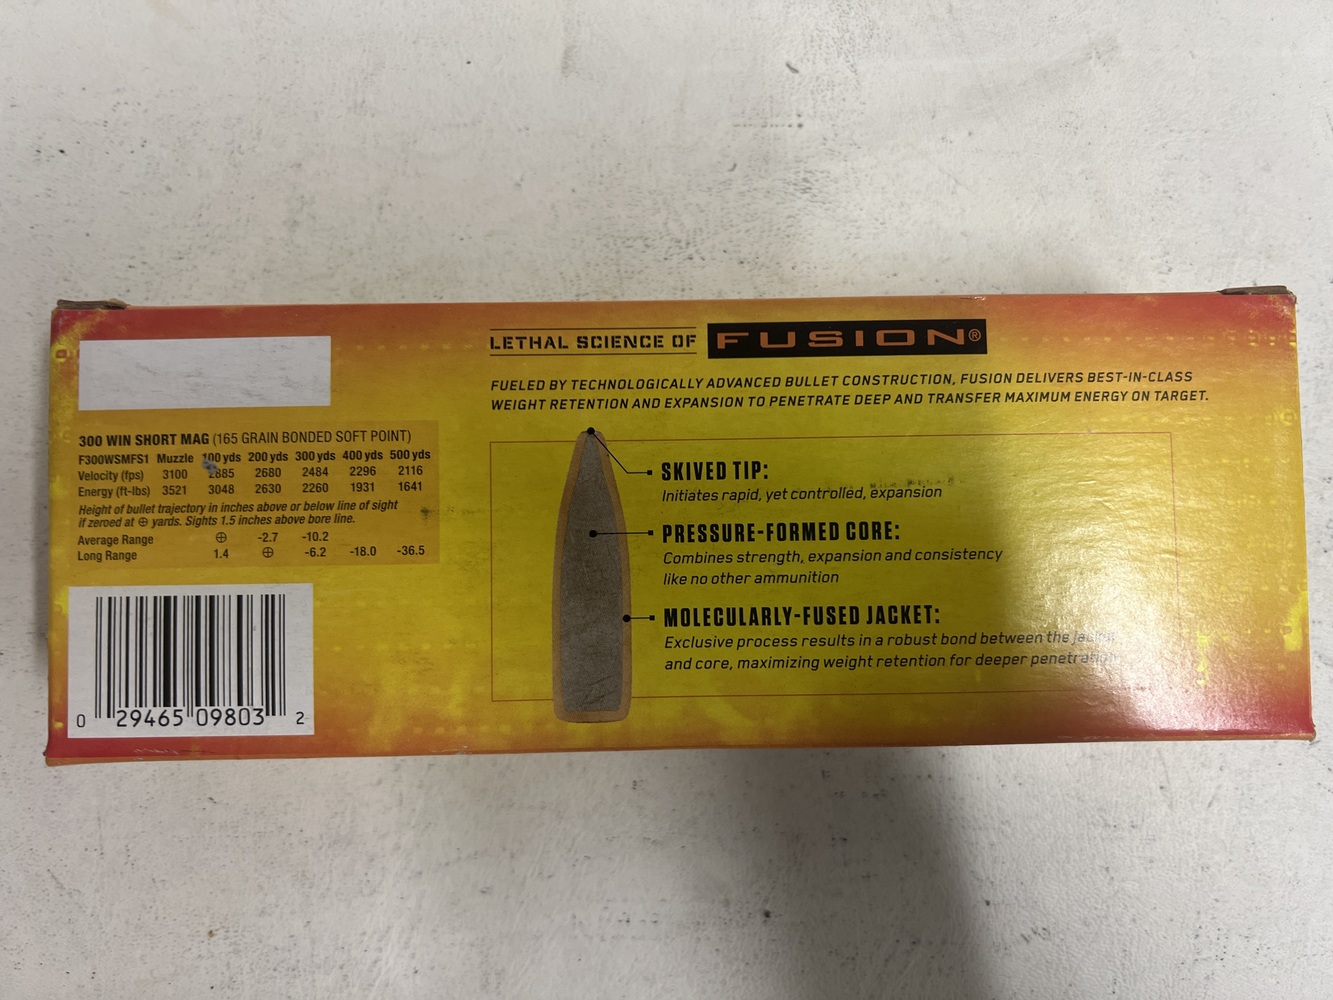 LETHAL SCIENCE OF FUSION®
FUELED BY TECHNOLOGICALLY ADVANCED BULLET CONSTRUCTION, FUSION DELIVERS BEST-IN-CLASS
WEIGHT RETENTION AND EXPANSION TO PENETRATE DEEP AND TRANSFER MAXIMUM ENERGY ON TARGET.
300 WIN SHORT MAG (165 GRAIN BONDED SOFT POINT)
F300WSMFS1 Muzzle 100 yds 200 yds 300 yds 400 yds 500 yds
Velocity (fps) 3100 2885 2680 2484 2296 2116
Energy (ft-lbs) 3521 3048 2630 2260 1931 1641
Height of bullet trajectory in inches above or below line of sight
if zeroed at ⊕ yards. Sights 1.5 inches above bore line.
Average Range ⊕ -2.7 -10.2
Long Range 1.4 ⊕ -6.2 -18.0 -36.5
0 29465 09803 2
SKIVED TIP:
Initiates rapid, yet controlled, expansion
PRESSURE-FORMED CORE:
Combines strength, expansion and consistency
like no other ammunition
MOLECULARLY-FUSED JACKET:
Exclusive process results in a robust bond between the jacket
and core, maximizing weight retention for deeper penetration